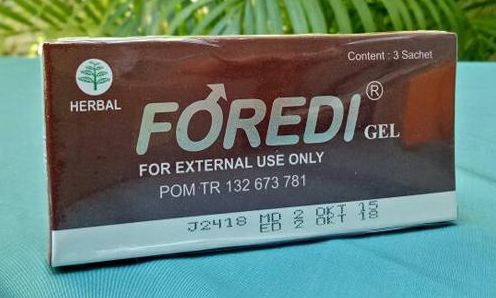 Content : 3 Sachet
HERBAL
FOREDI® GEL
FOR EXTERNAL USE ONLY
POM TR 132 673 781
J2418 MD 2 OKT 15
ED 2 OKT 18